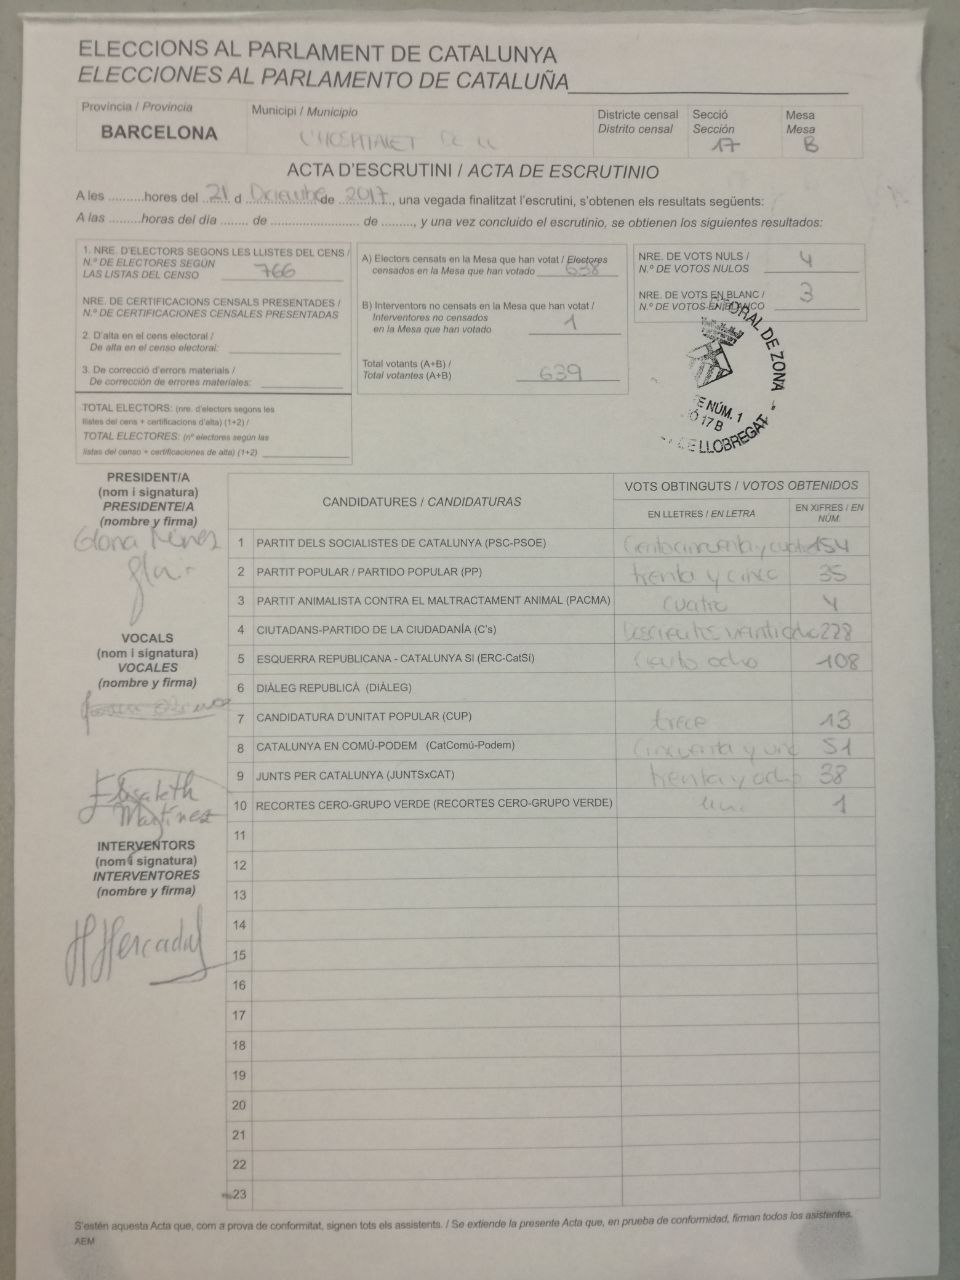 ELECCIONS AL PARLAMENT DE CATALUNYA
ELECCIONES AL PARLAMENTO DE CATALUÑA
Província / Provincia
BARCELONA
Municipi / Municipio
L'HOSPITALET DE LL
Districte censal
Distrito censal
Secció
Sección
17
Mesa
Mesa
B
ACTA D'ESCRUTINI / ACTA DE ESCRUTINIO
A les .........hores del ..21.. d Diciembre de ..2017.., una vegada finalitzat l'escrutini, s'obtenen els resultats següents:
A las .........horas del día ........ de ........................ de ........., y una vez concluido el escrutinio, se obtienen los siguientes resultados:
1. NRE. D'ELECTORS SEGONS LES LLISTES DEL CENS /
N.º DE ELECTORES SEGÚN
LAS LISTAS DEL CENSO 766
NRE. DE CERTIFICACIONS CENSALS PRESENTADES /
N.º DE CERTIFICACIONES CENSALES PRESENTADAS
2. D'alta en el cens electoral /
De alta en el censo electoral:
3. De correcció d'errors materials /
De corrección de errores materiales:
TOTAL ELECTORS: (nre. d'electors segons les
llistes del cens + certificacions d'alta) (1+2) /
TOTAL ELECTORES: (nº electores según las
listas del censo + certificaciones de alta) (1+2)
A) Electors censats en la Mesa que han votat / Electores
censados en la Mesa que han votado 638
B) Interventors no censats en la Mesa que han votat /
Interventores no censados
en la Mesa que han votado 1
Total votants (A+B) /
Total votantes (A+B) 639
NRE. DE VOTS NULS /
N.º DE VOTOS NULOS 4
NRE. DE VOTS EN BLANC /
N.º DE VOTOS EN BLANCO 3
ORAL DE ZONA
E NÚM. 1
Ó 17 B
DE LLOBREGAT
PRESIDENT/A
(nom i signatura)
PRESIDENTE/A
(nombre y firma)
Gloria
VOCALS
(nom i signatura)
VOCALES
(nombre y firma)
Elisabeth
Martínez
INTERVENTORS
(nom i signatura)
INTERVENTORES
(nombre y firma)
H Mercadal
CANDIDATURES / CANDIDATURAS
VOTS OBTINGUTS / VOTOS OBTENIDOS
EN LLETRES / EN LETRA
EN XIFRES / EN NÚM.
1 PARTIT DELS SOCIALISTES DE CATALUNYA (PSC-PSOE) Ciento cincuenta y cuatro 154
2 PARTIT POPULAR / PARTIDO POPULAR (PP) treinta y cinco 35
3 PARTIT ANIMALISTA CONTRA EL MALTRACTAMENT ANIMAL (PACMA) cuatro 4
4 CIUTADANS-PARTIDO DE LA CIUDADANÍA (C's) Doscientos veintiocho 228
5 ESQUERRA REPUBLICANA - CATALUNYA SI (ERC-CatSí) Ciento ocho 108
6 DIÀLEG REPUBLICÀ (DIÀLEG)
7 CANDIDATURA D'UNITAT POPULAR (CUP) trece 13
8 CATALUNYA EN COMÚ-PODEM (CatComú-Podem) Cincuenta y uno 51
9 JUNTS PER CATALUNYA (JUNTSxCAT) treinta y ocho 38
10 RECORTES CERO-GRUPO VERDE (RECORTES CERO-GRUPO VERDE) uno 1
11
12
13
14
15
16
17
18
19
20
21
22
23
S'estén aquesta Acta que, com a prova de conformitat, signen tots els assistents. / Se extiende la presente Acta que, en prueba de conformidad, firman todos los asistentes.
AEM